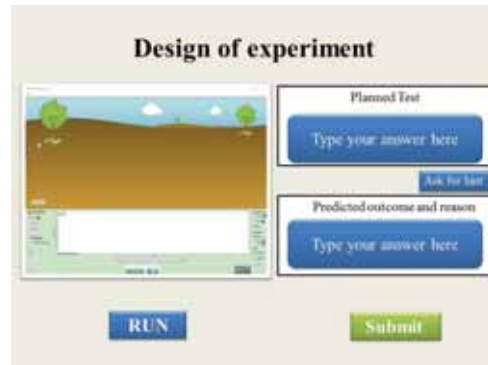 Design of experiment
Planned Test
Type your answer here
Ask for hint
Predicted outcome and reason
Type your answer here
RUN
Submit